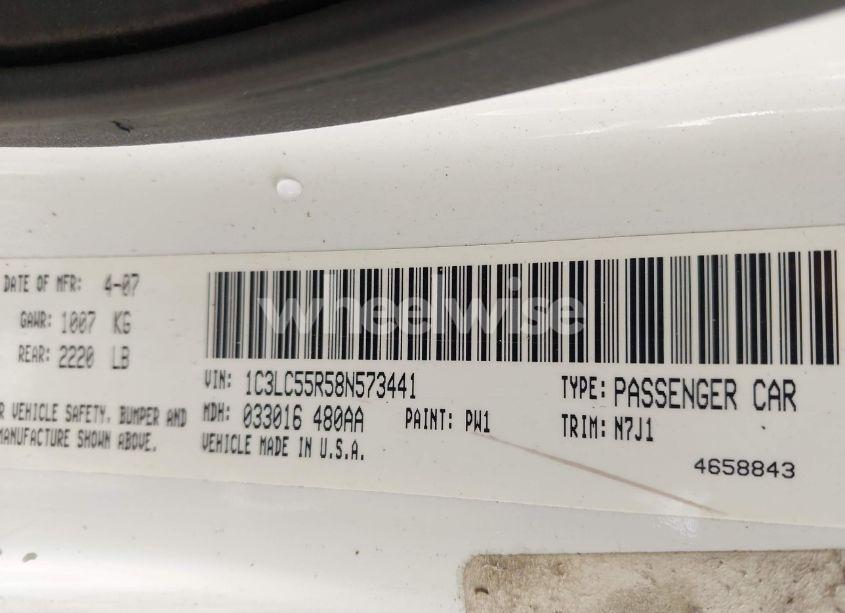 DATE OF MFR: 4-07
GAWR: 1007 KG
REAR: 2220 LB
R VEHICLE SAFETY, BUMPER AND
MANUFACTURE SHOWN ABOVE.
wheelwise
VIN: 1C3LC55R58N573441
MDH: 033016 480AA PAINT: PW1
VEHICLE MADE IN U.S.A.
TYPE: PASSENGER CAR
TRIM: N7J1
4658843